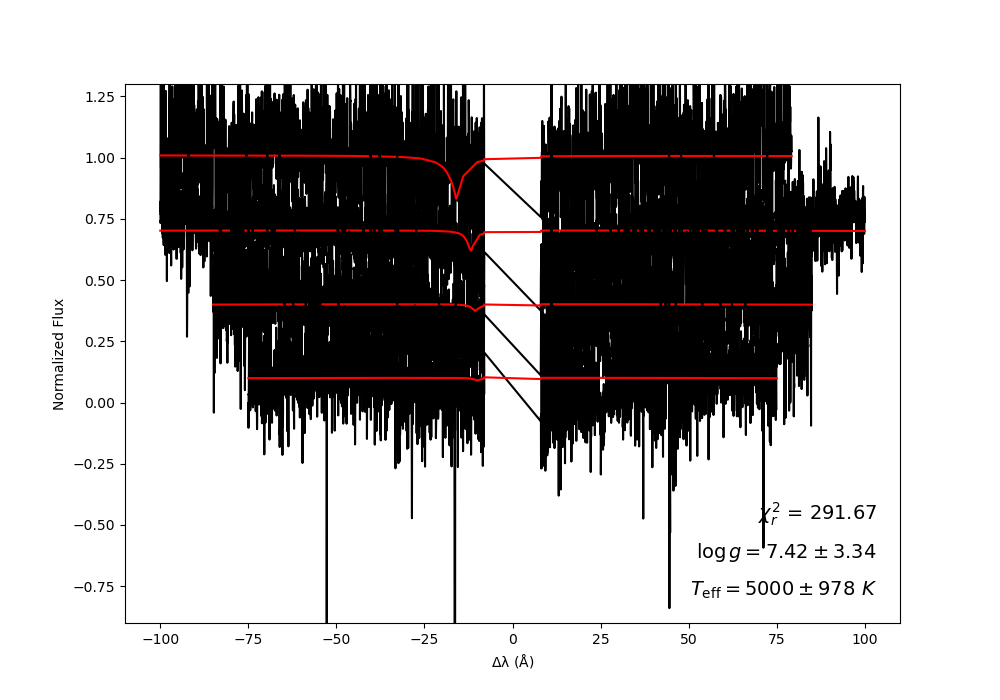 1.25
1.00
0.75
0.50
0.25
0.00
−0.25
−0.50
−0.75
Normalized Flux
χ²ᵣ = 291.67
log g = 7.42 ± 3.34
T_eff = 5000 ± 978 K
−100 −75 −50 −25 0 25 50 75 100
Δλ (Å)